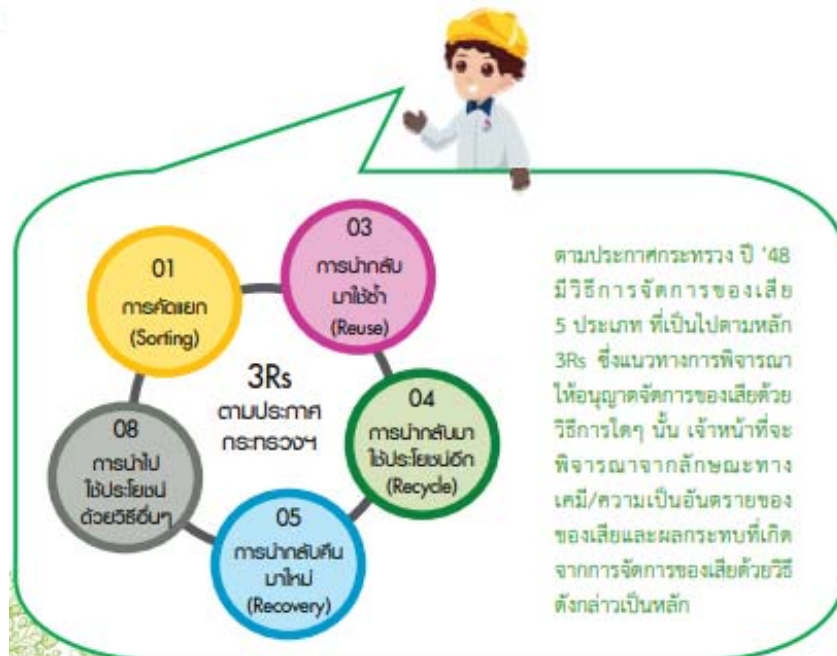 01
การคัดแยก
(Sorting)
03
การนำกลับ
มาใช้ซ้ำ
(Reuse)
04
การนำกลับมา
ใช้ประโยชน์อีก
(Recycle)
05
การนำกลับคืน
มาใหม่
(Recovery)
08
การนำไป
ใช้ประโยชน์
ด้วยวิธีอื่นๆ
3Rs
ตามประกาศ
กระทรวงฯ
ตามประกาศกระทรวง ปี '48
มีวิธีการจัดการของเสีย
5 ประเภท ที่เป็นไปตามหลัก
3Rs ซึ่งแนวทางการพิจารณา
ให้อนุญาตจัดการของเสียด้วย
วิธีการใดๆ นั้น เจ้าหน้าที่จะ
พิจารณาจากลักษณะทาง
เคมี/ความเป็นอันตรายของ
ของเสียและผลกระทบที่เกิด
จากการจัดการของเสียด้วยวิธี
ดังกล่าวเป็นหลัก